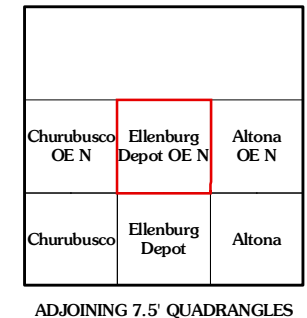 Churubusco
OE N
Ellenburg
Depot OE N
Altona
OE N
Churubusco
Ellenburg
Depot
Altona
ADJOINING 7.5' QUADRANGLES